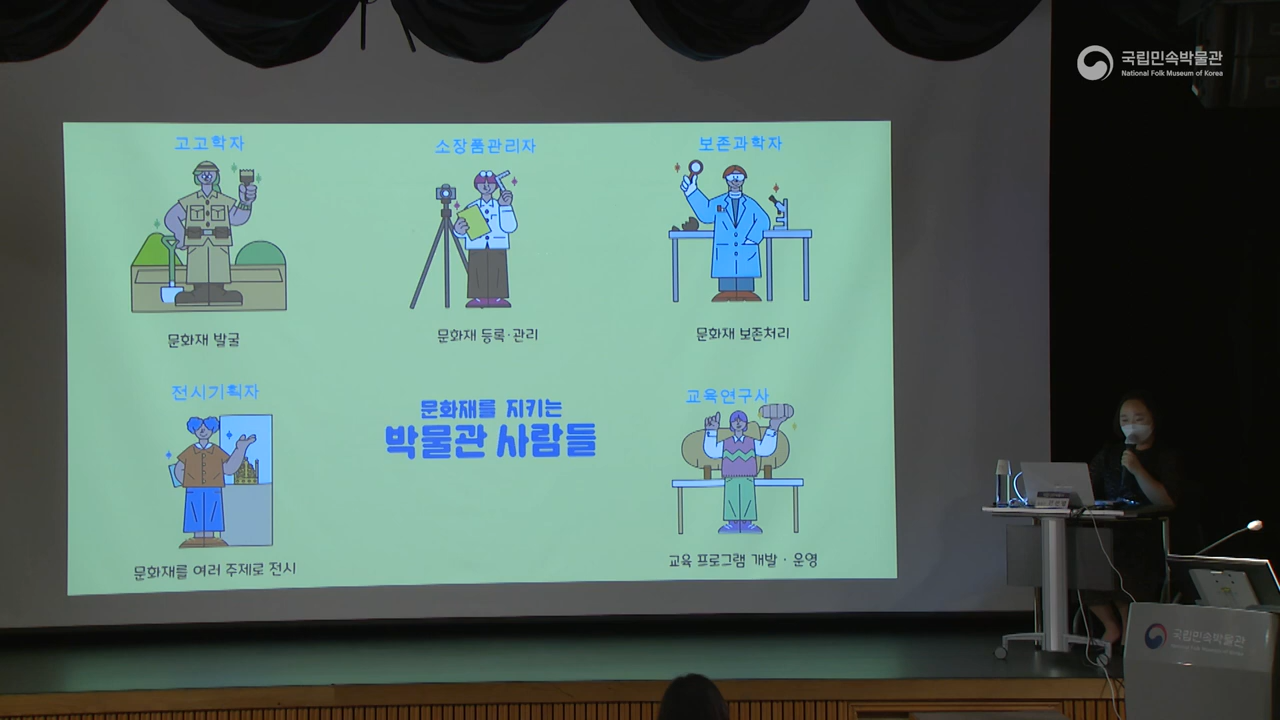 국립민속박물관
National Folk Museum of Korea
고고학자
소장품관리자
보존과학자
문화재 발굴
문화재 등록·관리
문화재 보존처리
전시기획자
문화재를 지키는
박물관 사람들
교육연구사
문화재를 여러 주제로 전시
교육 프로그램 개발·운영
국립민속박물관
National Folk Museum of Korea